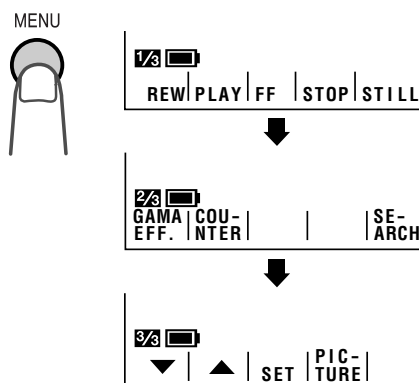 MENU
1/3
REW PLAY FF STOP STILL
2/3
GAMA COU- SE-
EFF. NTER ARCH
3/3
PIC-
SET TURE